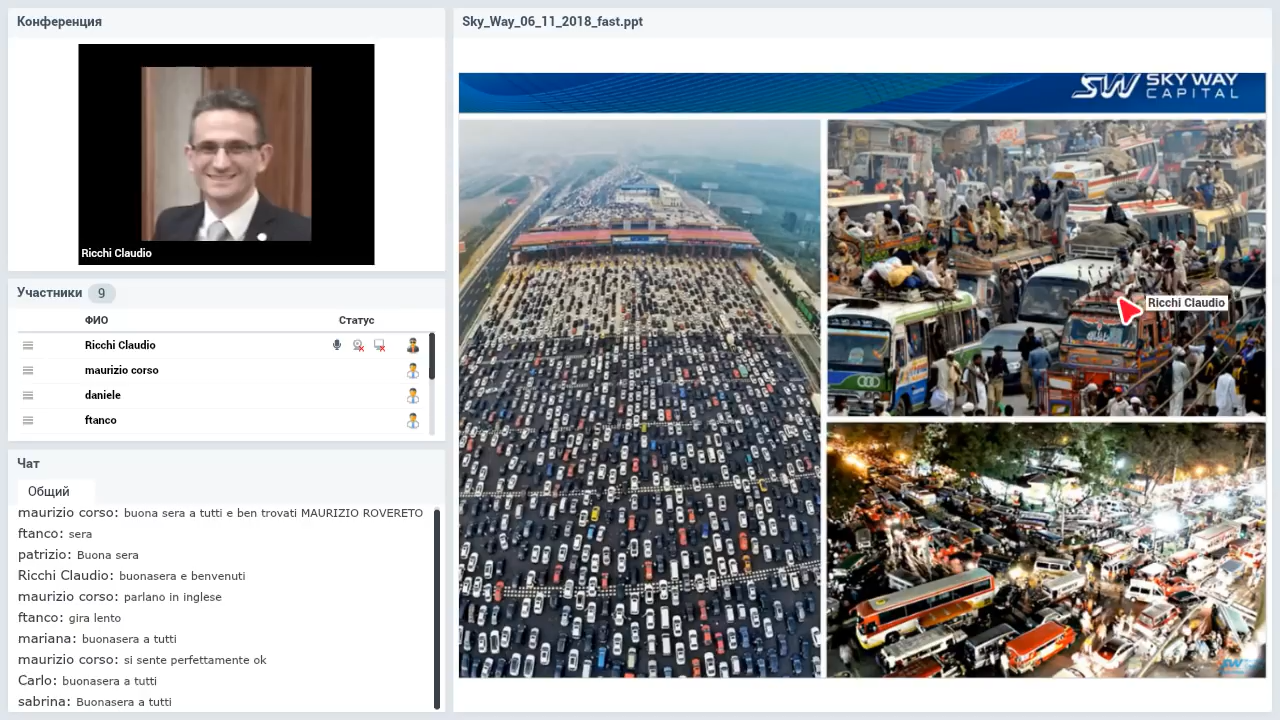 Конференция
Ricchi Claudio
Участники 9
ФИО Статус
Ricchi Claudio
maurizio corso
daniele
ftanco
Чат
Общий
maurizio corso: buona sera a tutti e ben trovati MAURIZIO ROVERETO
ftanco: sera
patrizio: Buona sera
Ricchi Claudio: buonasera e benvenuti
maurizio corso: parlano in inglese
ftanco: gira lento
mariana: buonasera a tutti
maurizio corso: si sente perfettamente ok
Carlo: buonasera a tutti
sabrina: Buonasera a tutti
Sky_Way_06_11_2018_fast.ppt
SW SKY WAY
CAPITAL
Ricchi Claudio
SW